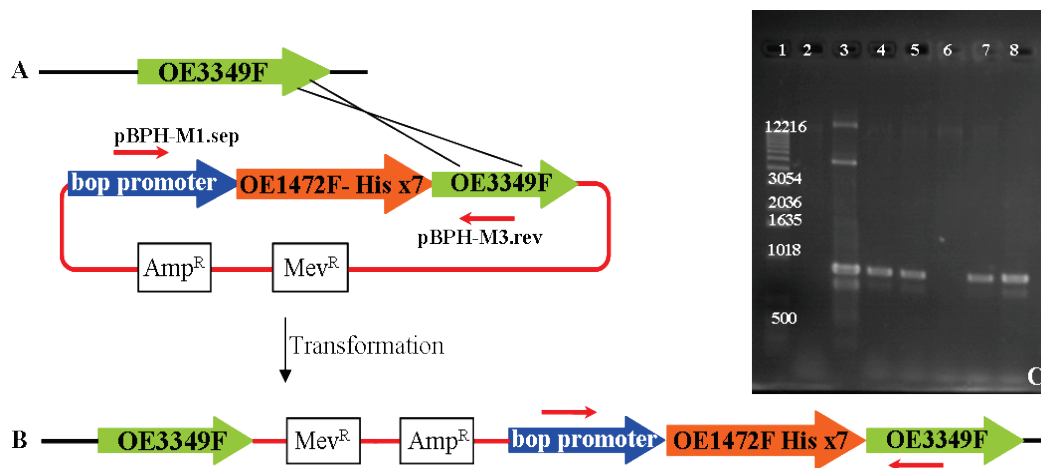 A
OE3349F
pBPH-M1.sep
bop promoter
OE1472F- His x7
OE3349F
pBPH-M3.rev
Amp^R
Mev^R
Transformation
B
OE3349F
Mev^R
Amp^R
bop promoter
OE1472F His x7
OE3349F
1 2 3 4 5 6 7 8
12216
3054
2036
1635
1018
500
C